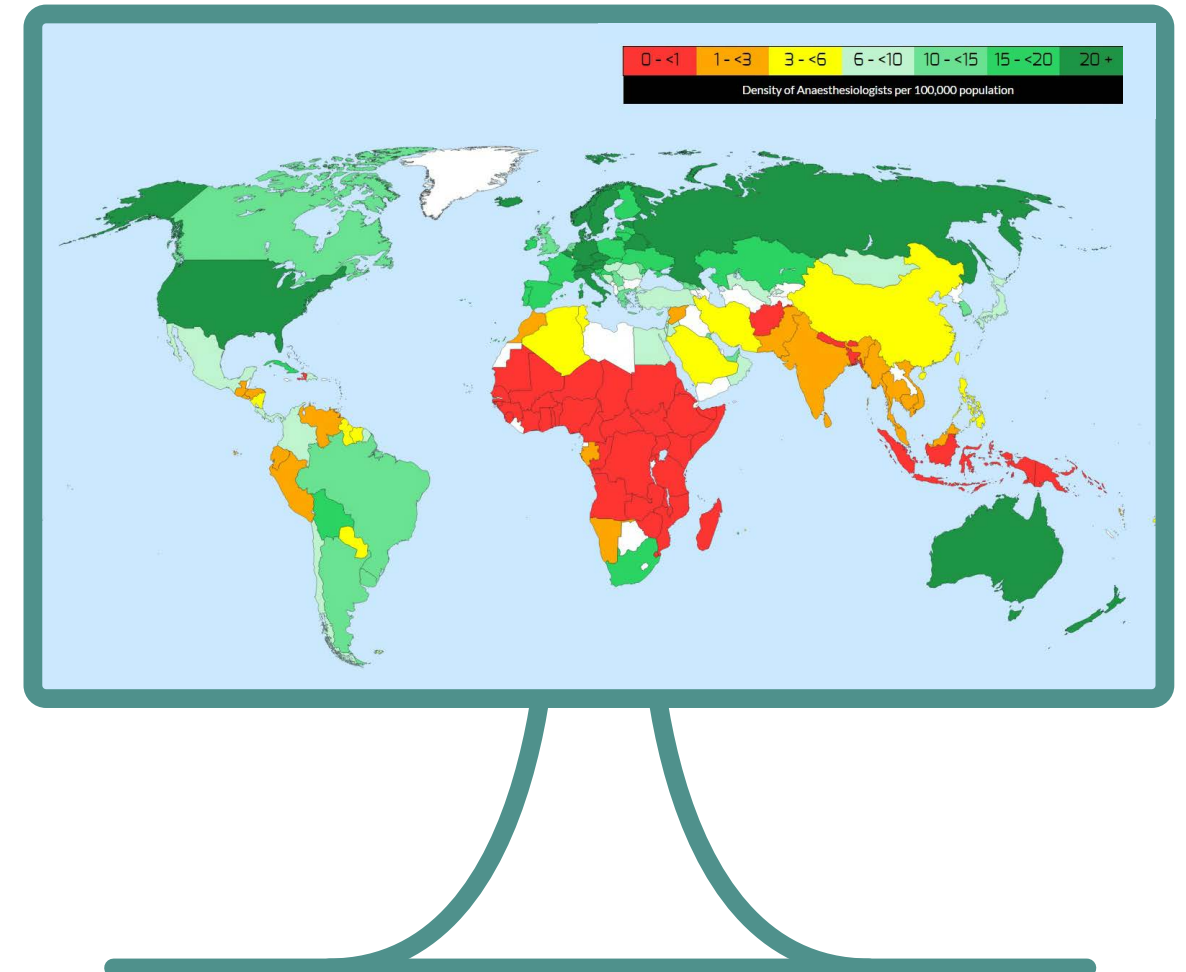 0 - <1 1 - <3 3 - <6 6 - <10 10 - <15 15 - <20 20 +
Density of Anaesthesiologists per 100,000 population